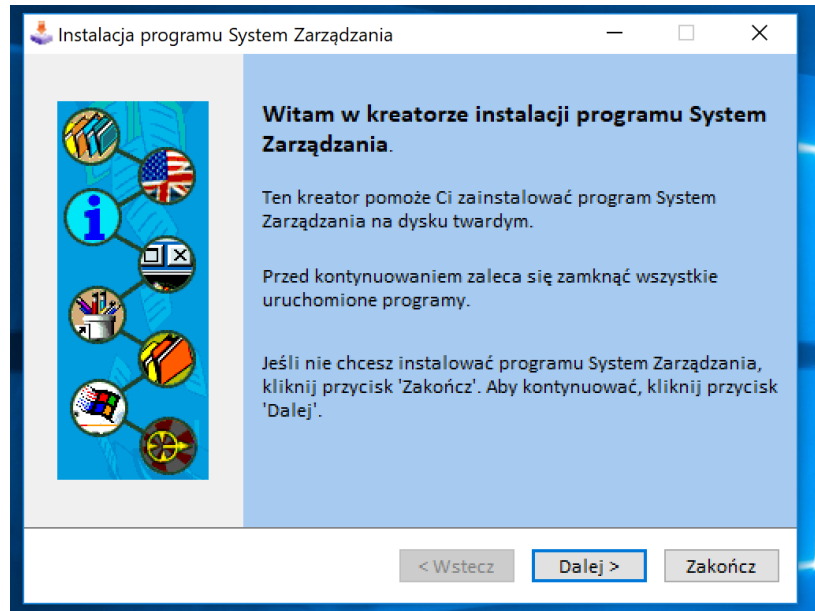 Instalacja programu System Zarządzania
Witam w kreatorze instalacji programu System
Zarządzania.
Ten kreator pomoże Ci zainstalować program System
Zarządzania na dysku twardym.
Przed kontynuowaniem zaleca się zamknąć wszystkie
uruchomione programy.
Jeśli nie chcesz instalować programu System Zarządzania,
kliknij przycisk 'Zakończ'. Aby kontynuować, kliknij przycisk
'Dalej'.
< Wstecz
Dalej >
Zakończ